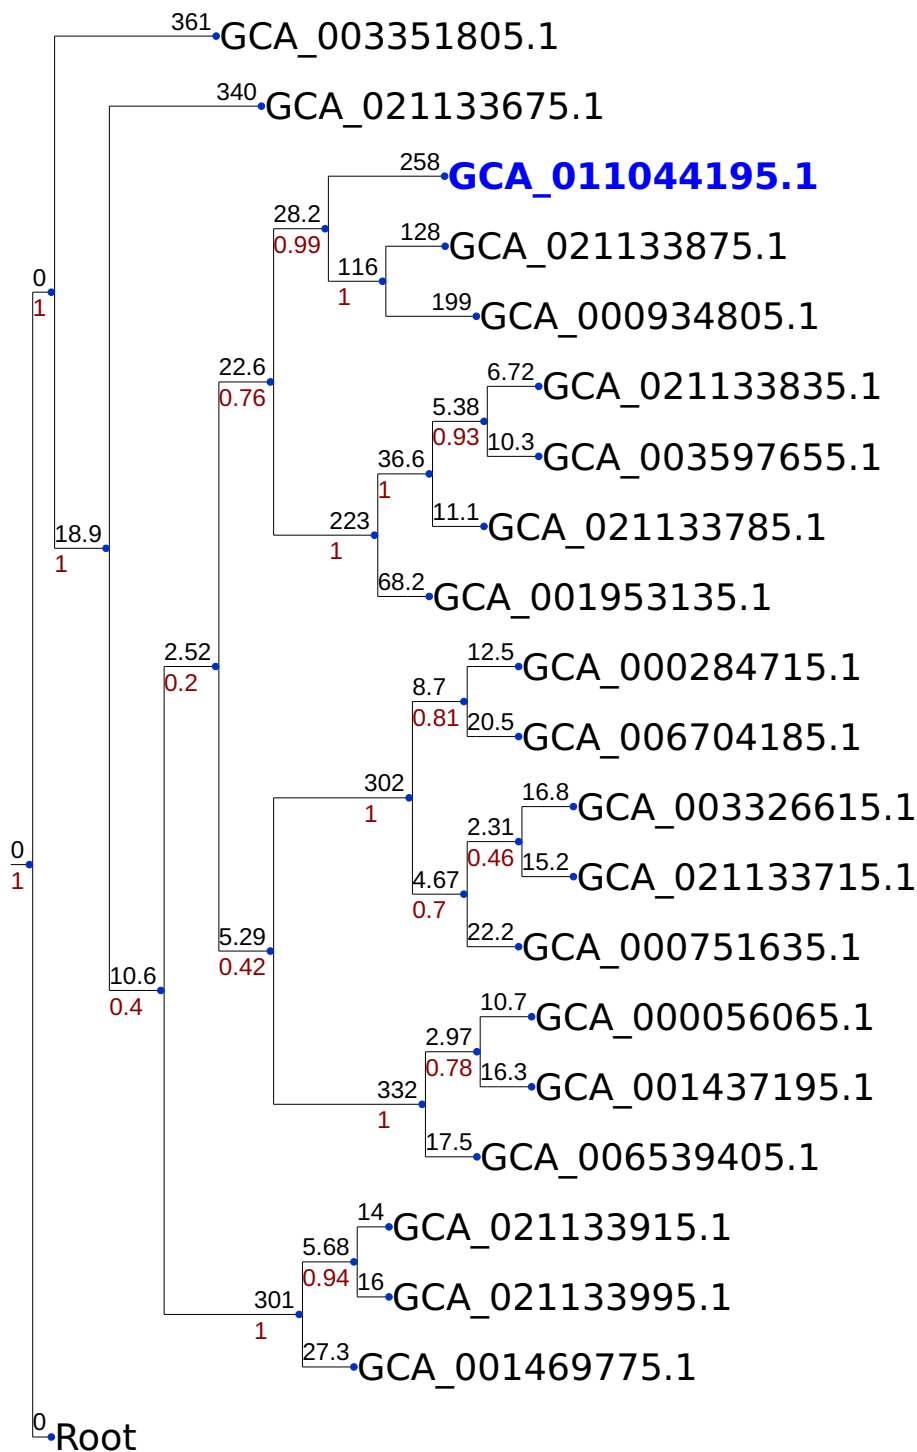 361 GCA_003351805.1
340 GCA_021133675.1
258 GCA_011044195.1
28.2
0.99
128 GCA_021133875.1
116
1
199 GCA_000934805.1
0
1
22.6
0.76
6.72 GCA_021133835.1
5.38
0.93
10.3 GCA_003597655.1
36.6
1
11.1 GCA_021133785.1
18.9
1
223
1
68.2 GCA_001953135.1
2.52
0.2
12.5 GCA_000284715.1
8.7
0.81
20.5 GCA_006704185.1
302
1
16.8 GCA_003326615.1
2.31
0.46
15.2 GCA_021133715.1
0
1
4.67
0.7
22.2 GCA_000751635.1
5.29
0.42
10.6
0.4
10.7 GCA_000056065.1
2.97
0.78
16.3 GCA_001437195.1
332
1
17.5 GCA_006539405.1
14 GCA_021133915.1
5.68
0.94
16 GCA_021133995.1
301
1
27.3 GCA_001469775.1
0 Root